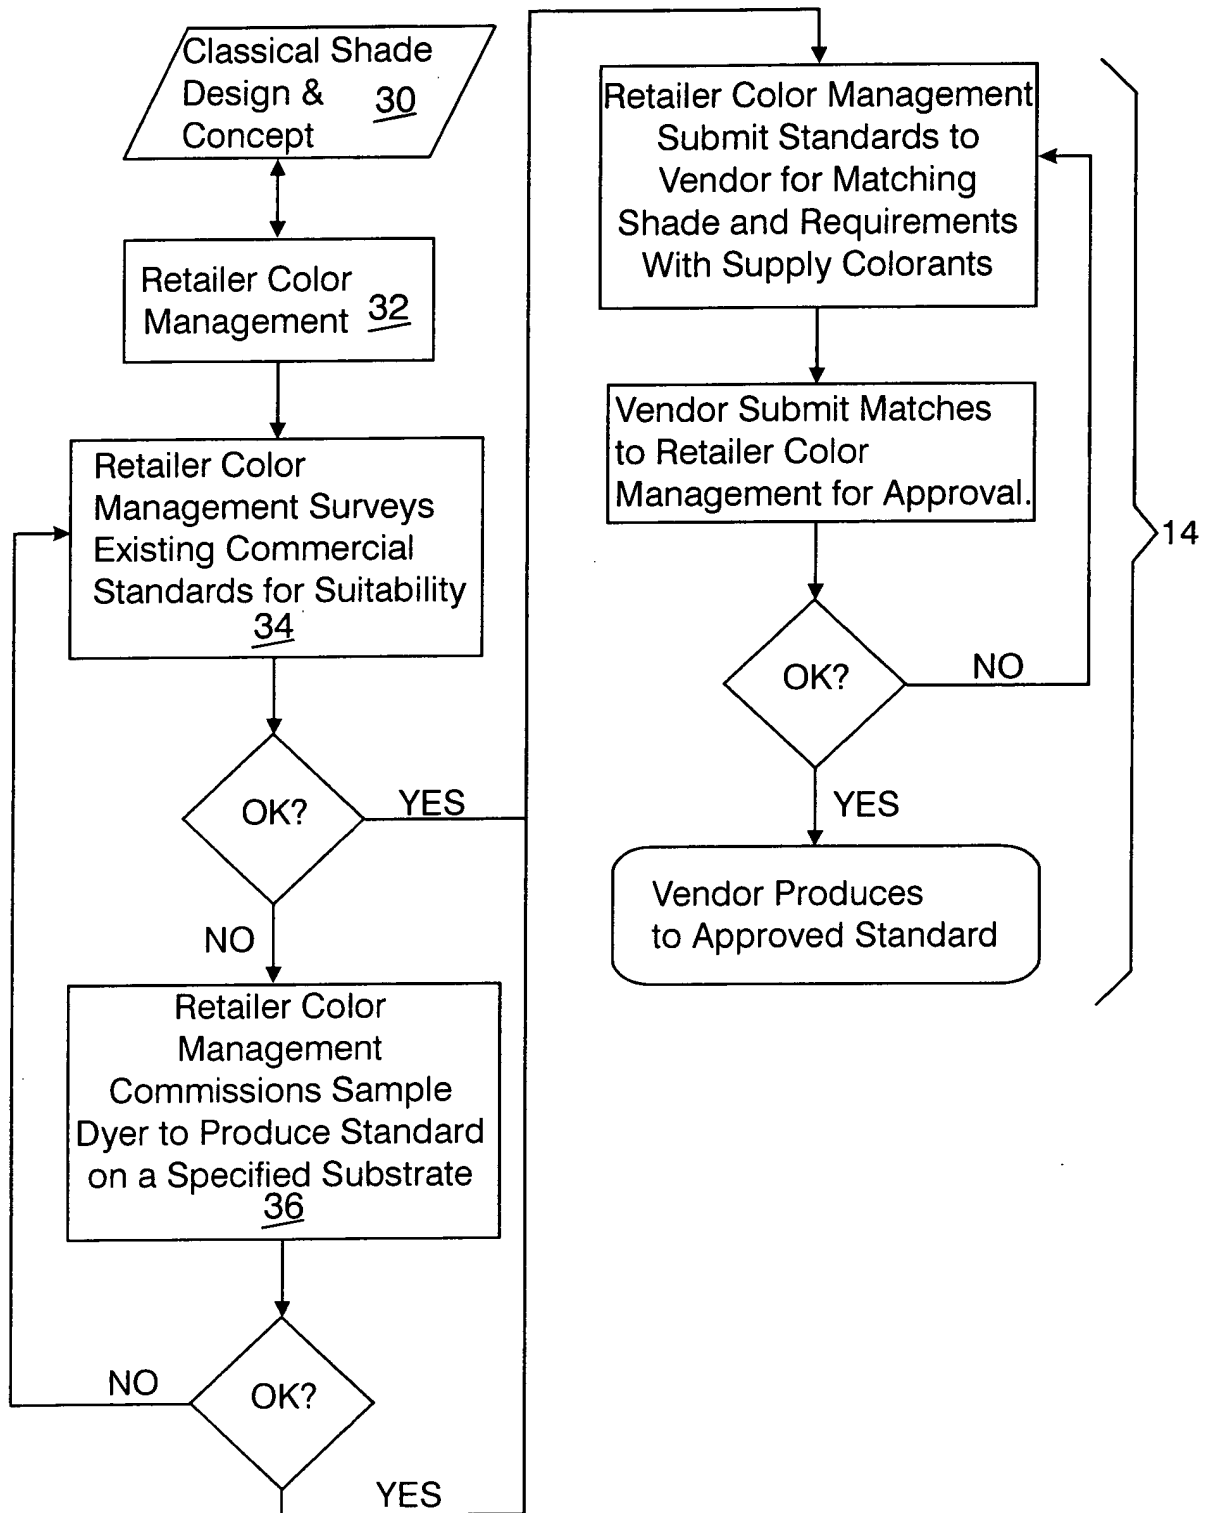 Classical Shade
Design &
30
Concept
Retailer Color
Management 32
Retailer Color
Management Surveys
Existing Commercial
Standards for Suitability
34
OK?
YES
NO
Retailer Color
Management
Commissions Sample
Dyer to Produce Standard
on a Specified Substrate
36
OK?
NO
YES
Retailer Color Management
Submit Standards to
Vendor for Matching
Shade and Requirements
With Supply Colorants
Vendor Submit Matches
to Retailer Color
Management for Approval.
OK?
NO
YES
Vendor Produces
to Approved Standard
14